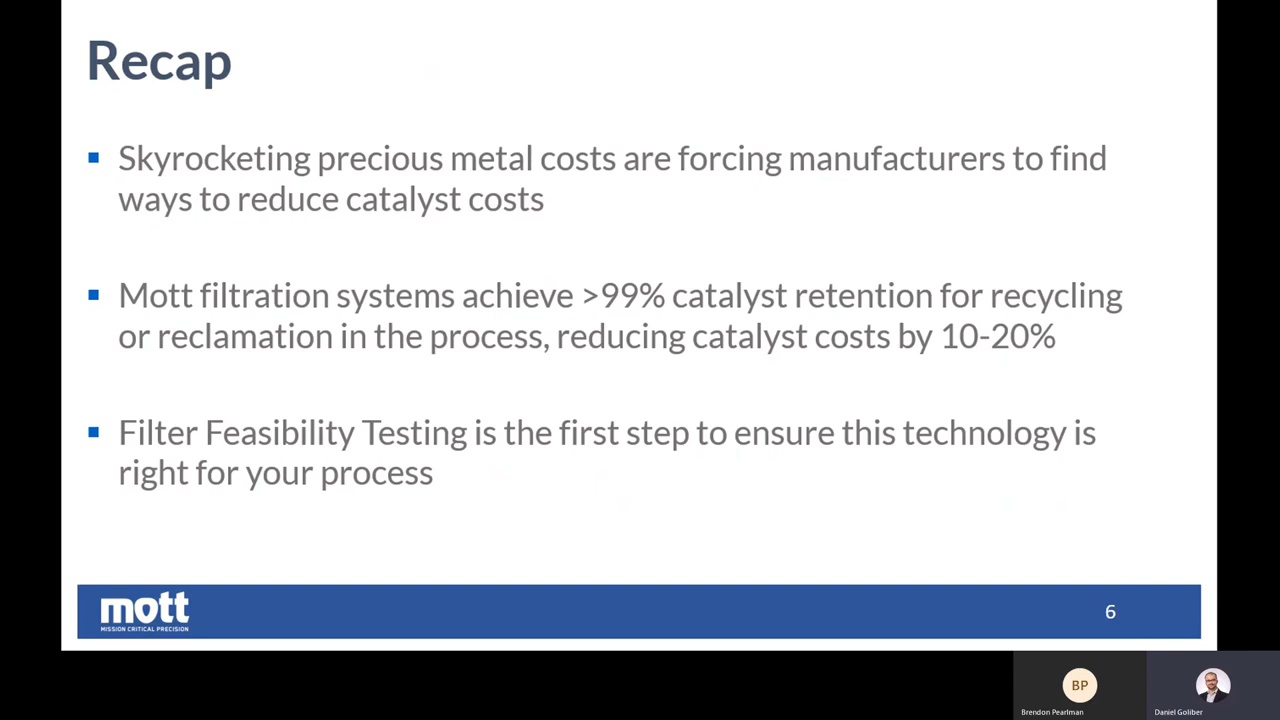 Recap
Skyrocketing precious metal costs are forcing manufacturers to find
ways to reduce catalyst costs
Mott filtration systems achieve >99% catalyst retention for recycling
or reclamation in the process, reducing catalyst costs by 10-20%
Filter Feasibility Testing is the first step to ensure this technology is
right for your process
mott
MISSION CRITICAL PRECISION
6
BP
Brendon Pearlman
Daniel Goliber